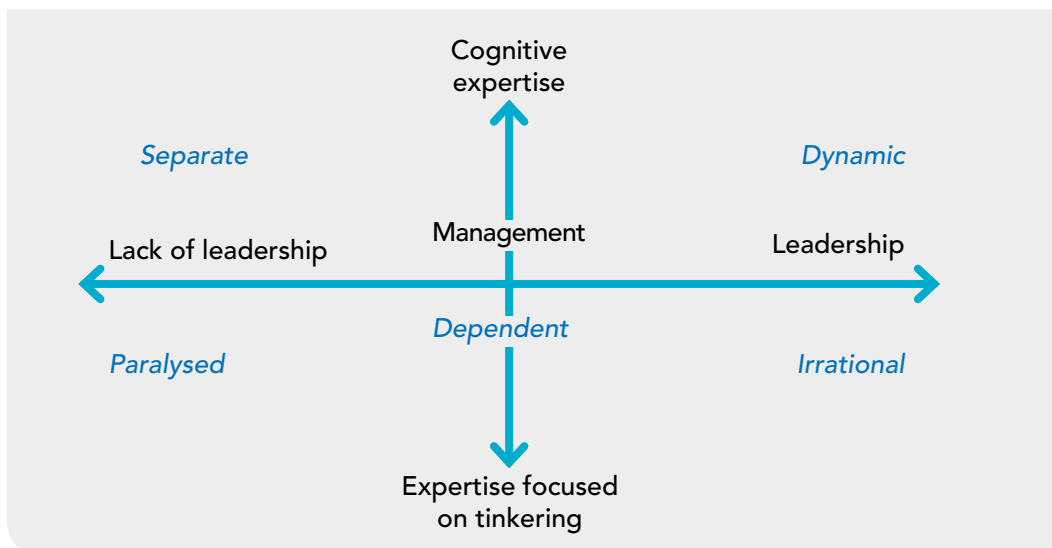 Cognitive
expertise
Separate
Dynamic
Management
Lack of leadership
Leadership
Dependent
Paralysed
Irrational
Expertise focused
on tinkering